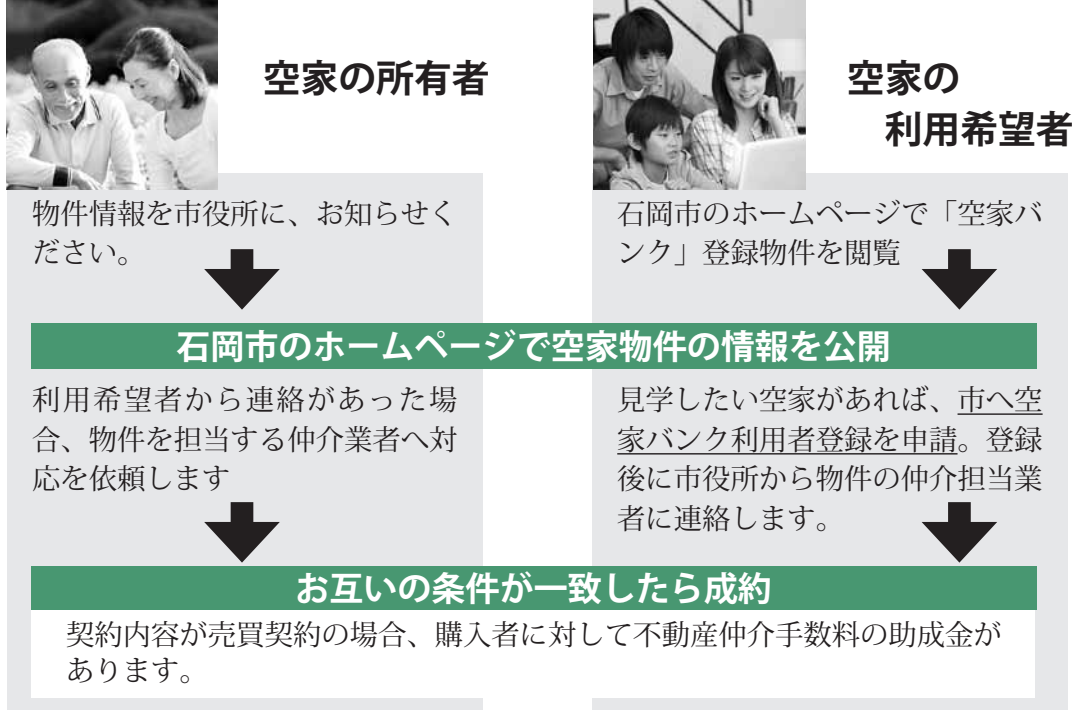 空家の所有者
物件情報を市役所に、お知らせく
ださい。
空家の
利用希望者
石岡市のホームページで「空家バ
ンク」登録物件を閲覧
石岡市のホームページで空家物件の情報を公開
利用希望者から連絡があった場
合、物件を担当する仲介業者へ対
応を依頼します
見学したい空家があれば、市へ空
家バンク利用者登録を申請。登録
後に市役所から物件の仲介担当業
者に連絡します。
お互いの条件が一致したら成約
契約内容が売買契約の場合、購入者に対して不動産仲介手数料の助成金が
あります。